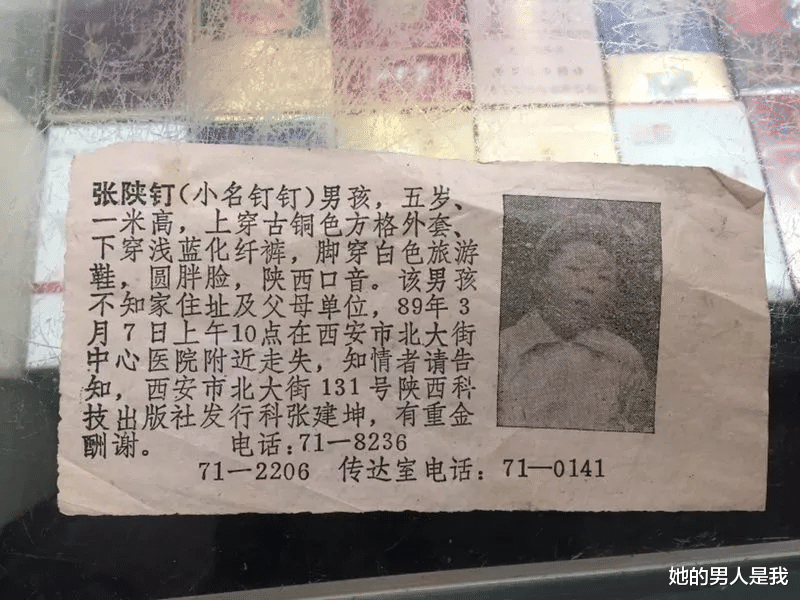 张陕钉(小名钉钉)男孩，五岁、
一米高，上穿古铜色方格外套、
下穿浅蓝化纤裤，脚穿白色旅游
鞋，圆胖脸，陕西口音。该男孩
不知家住址及父母单位，89年3
月7日上午10点在西安市北大街
中心医院附近走失，知情者请告
知，西安市北大街131号陕西科
技出版社发行科张建坤，有重金
酬谢。 电话:71—8236
71—2206 传达室电话：71—0141
她的男人是我